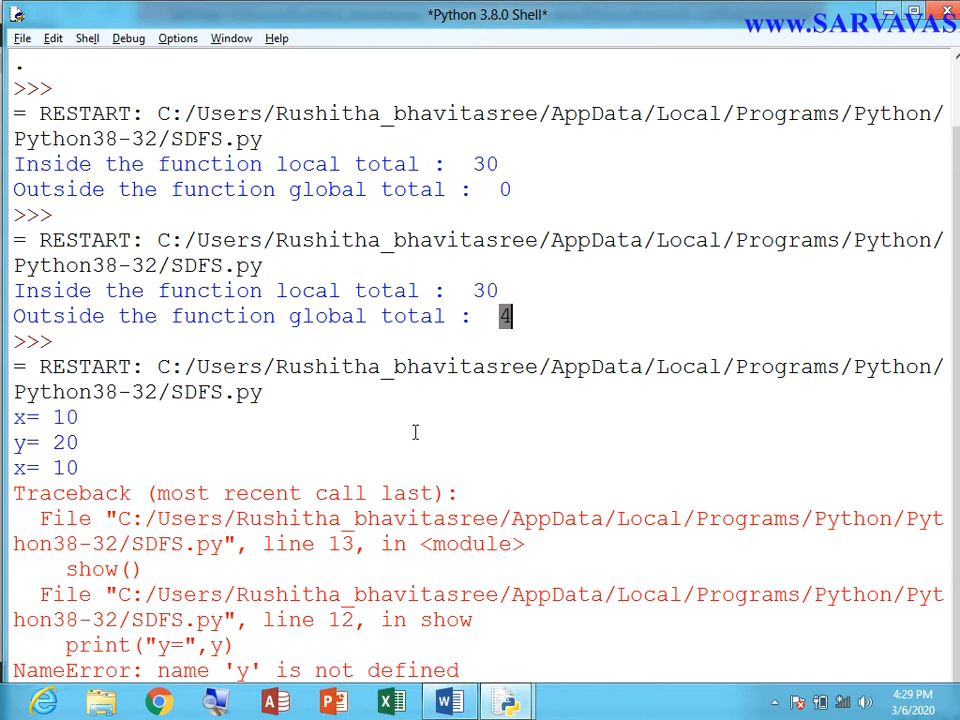 *Python 3.8.0 Shell*
www.SARVAVAS
File Edit Shell Debug Options Window Help
.
>>>
= RESTART: C:/Users/Rushitha_bhavitasree/AppData/Local/Programs/Python/
Python38-32/SDFS.py
Inside the function local total :  30
Outside the function global total :  0
>>>
= RESTART: C:/Users/Rushitha_bhavitasree/AppData/Local/Programs/Python/
Python38-32/SDFS.py
Inside the function local total :  30
Outside the function global total :  4
>>>
= RESTART: C:/Users/Rushitha_bhavitasree/AppData/Local/Programs/Python/
Python38-32/SDFS.py
x= 10
y= 20
x= 10
Traceback (most recent call last):
  File "C:/Users/Rushitha_bhavitasree/AppData/Local/Programs/Python/Pyt
hon38-32/SDFS.py", line 13, in <module>
    show()
  File "C:/Users/Rushitha_bhavitasree/AppData/Local/Programs/Python/Pyt
hon38-32/SDFS.py", line 12, in show
    print("y=",y)
NameError: name 'y' is not defined
4:29 PM
3/6/2020